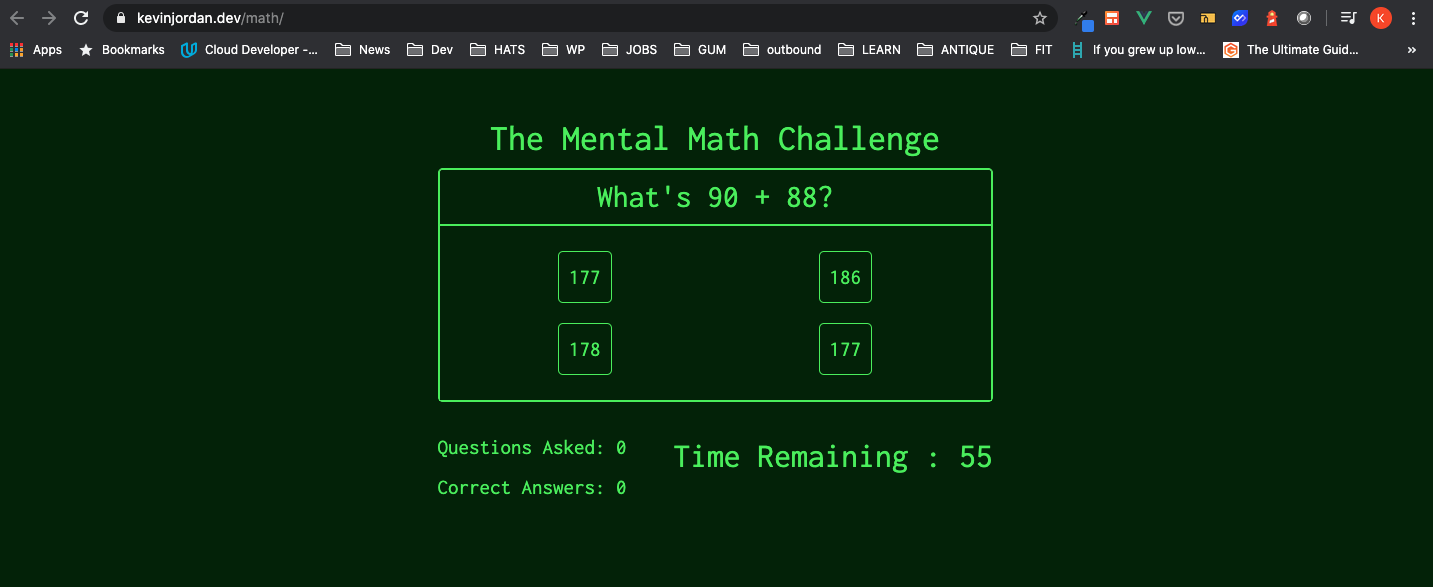 kevinjordan.dev/math/
K
Apps Bookmarks Cloud Developer -... News Dev HATS WP JOBS GUM outbound LEARN ANTIQUE FIT If you grew up low... The Ultimate Guid... »
The Mental Math Challenge
What's 90 + 88?
177 186
178 177
Questions Asked: 0
Time Remaining : 55
Correct Answers: 0